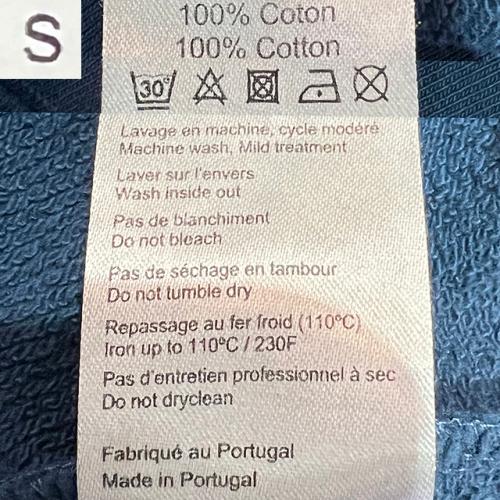 S
100% Coton
100% Cotton
30°
Lavage en machine, cycle modéré
Machine wash, Mild treatment
Laver sur l'envers
Wash inside out
Pas de blanchiment
Do not bleach
Pas de séchage en tambour
Do not tumble dry
Repassage au fer froid (110°C)
Iron up to 110°C / 230F
Pas d'entretien professionnel à sec
Do not dryclean
Fabriqué au Portugal
Made in Portugal